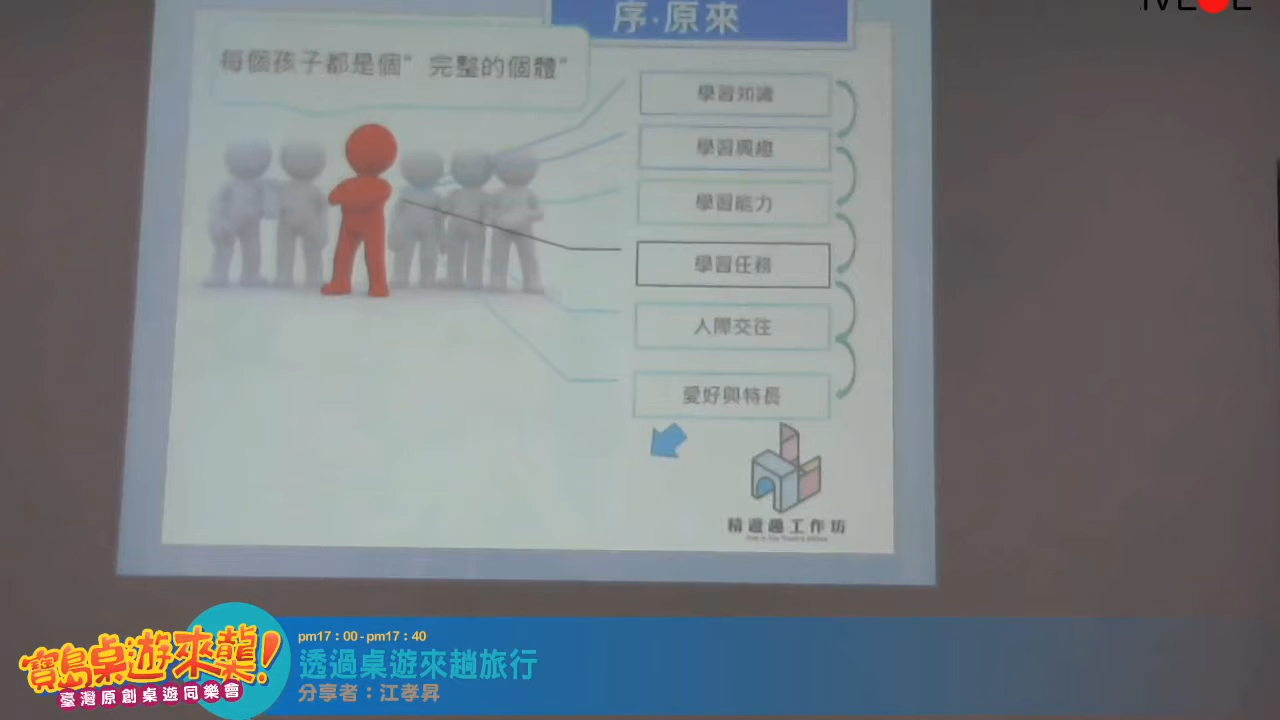 序·原來
每個孩子都是個”完整的個體”
學習知識
學習興趣
學習能力
學習任務
人際交往
愛好與特長
精遊趣工作坊
寶島桌遊來襲!
臺灣原創桌遊同樂會
pm17：00-pm17：40
透過桌遊來趟旅行
分享者：江孝昇